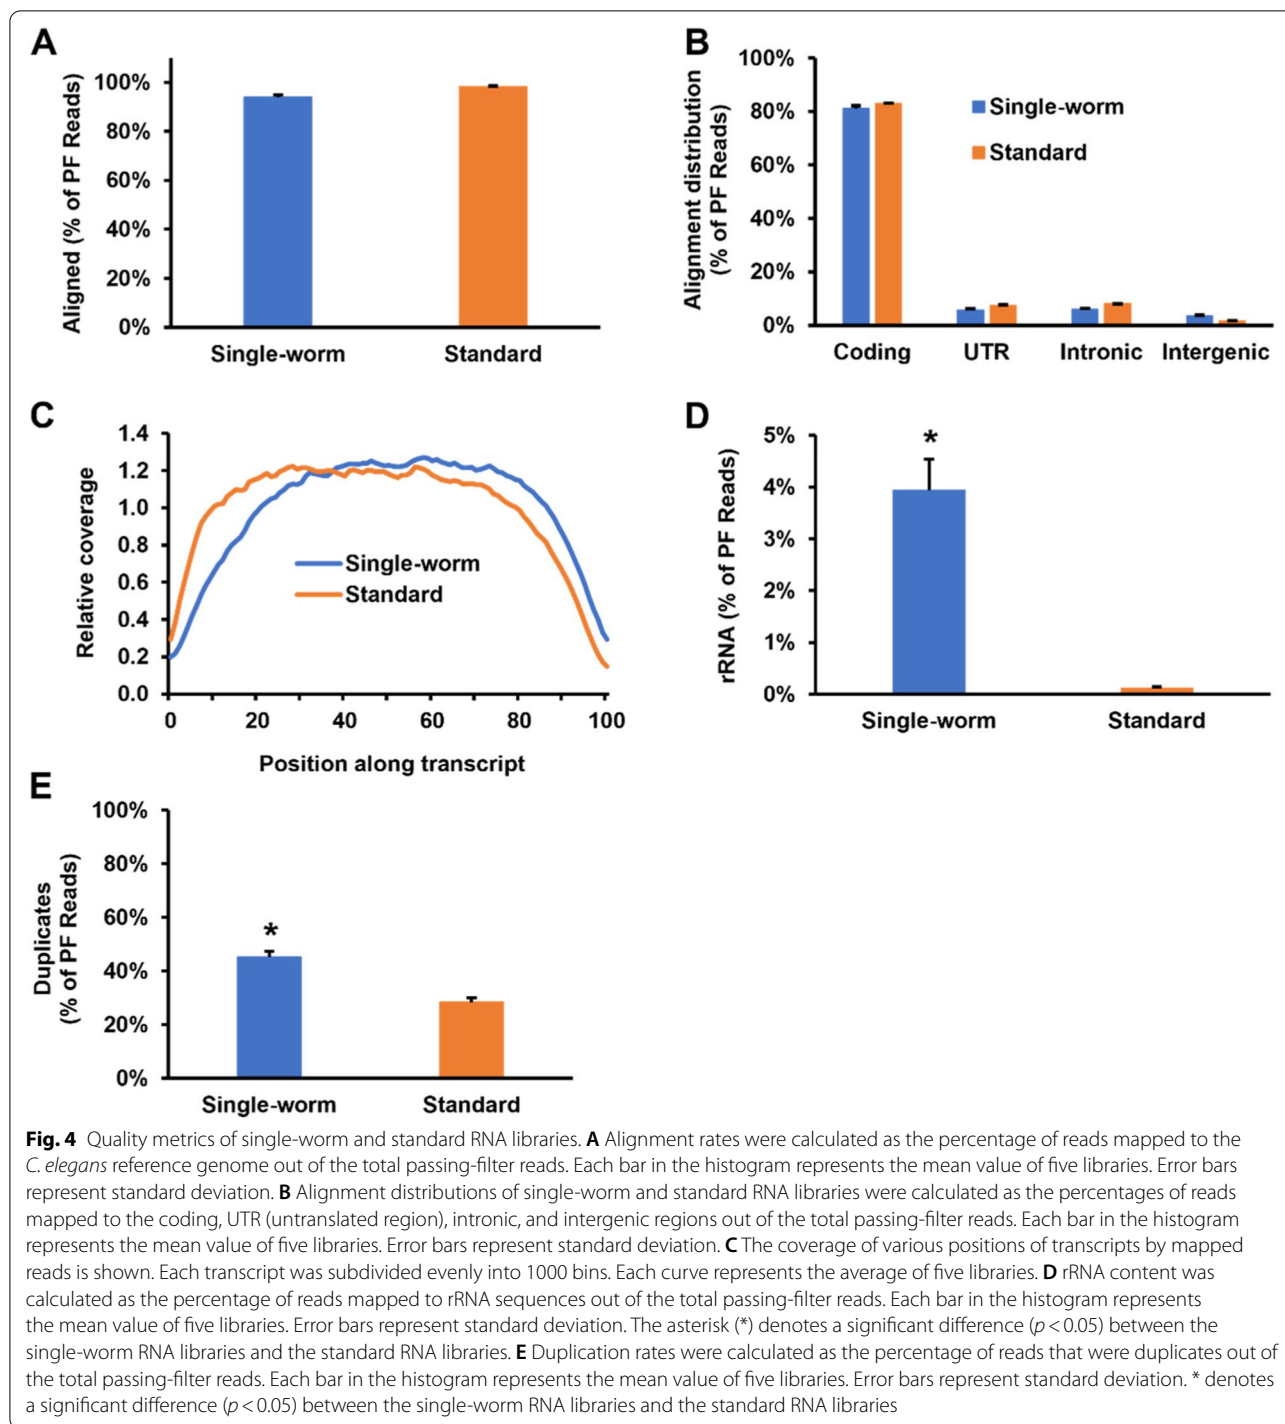 A
Aligned (% of PF Reads)
100%
80%
60%
40%
20%
0%
Single-worm
Standard
B
Alignment distribution
(% of PF Reads)
100%
80%
60%
40%
20%
0%
Single-worm
Standard
Coding
UTR
Intronic
Intergenic
C
Relative coverage
1.4
1.2
1.0
0.8
0.6
0.4
0.2
0.0
Single-worm
Standard
0 20 40 60 80 100
Position along transcript
D
rRNA (% of PF Reads)
5%
4%
3%
2%
1%
0%
*
Single-worm
Standard
E
Duplicates
(% of PF Reads)
100%
80%
60%
40%
20%
0%
*
Single-worm
Standard
Fig. 4 Quality metrics of single-worm and standard RNA libraries. A Alignment rates were calculated as the percentage of reads mapped to the
C. elegans reference genome out of the total passing-filter reads. Each bar in the histogram represents the mean value of five libraries. Error bars
represent standard deviation. B Alignment distributions of single-worm and standard RNA libraries were calculated as the percentages of reads
mapped to the coding, UTR (untranslated region), intronic, and intergenic regions out of the total passing-filter reads. Each bar in the histogram
represents the mean value of five libraries. Error bars represent standard deviation. C The coverage of various positions of transcripts by mapped
reads is shown. Each transcript was subdivided evenly into 1000 bins. Each curve represents the average of five libraries. D rRNA content was
calculated as the percentage of reads mapped to rRNA sequences out of the total passing-filter reads. Each bar in the histogram represents
the mean value of five libraries. Error bars represent standard deviation. The asterisk (*) denotes a significant difference (p < 0.05) between the
single-worm RNA libraries and the standard RNA libraries. E Duplication rates were calculated as the percentage of reads that were duplicates out of
the total passing-filter reads. Each bar in the histogram represents the mean value of five libraries. Error bars represent standard deviation. * denotes
a significant difference (p < 0.05) between the single-worm RNA libraries and the standard RNA libraries